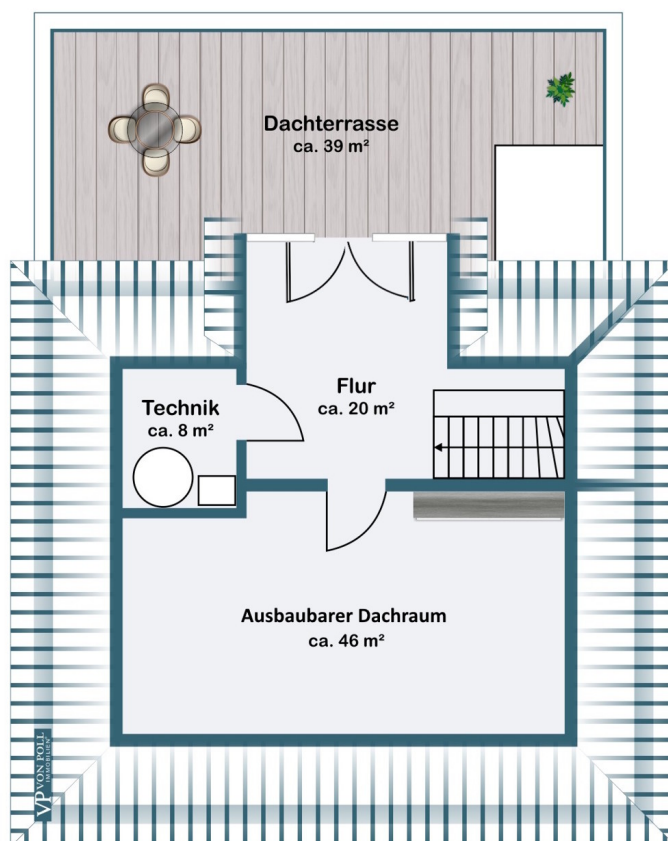 Dachterrasse
ca. 39 m²
Flur
ca. 20 m²
Technik
ca. 8 m²
Ausbaubarer Dachraum
ca. 46 m²
VP VON POLL
IMMOBILIEN